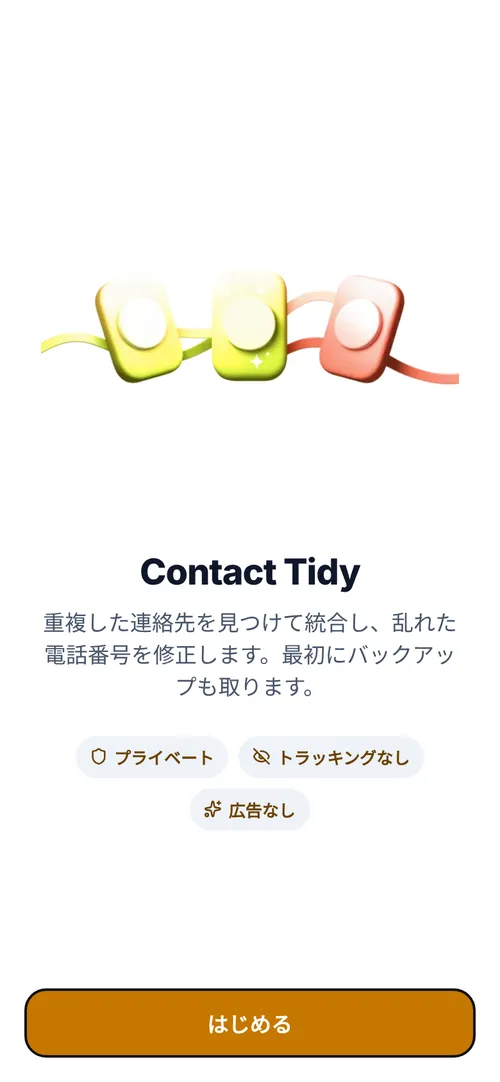 Contact Tidy
重複した連絡先を見つけて統合し、乱れた
電話番号を修正します。最初にバックアッ
プも取ります。
プライベート
トラッキングなし
広告なし
はじめる